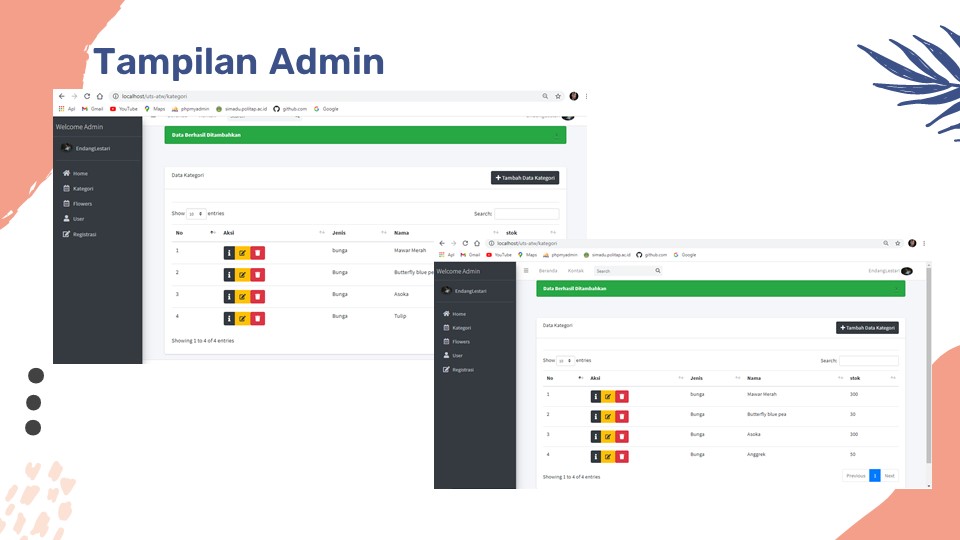 Tampilan Admin
localhost/uts-atw/kategori
Apl Gmail YouTube Maps phpmyadmin simadu.politap.ac.id github.com Google
Welcome Admin
EndangLestari
Home
Kategori
Flowers
User
Registrasi
Data Berhasil Ditambahkan
Data Kategori
+ Tambah Data Kategori
Show 10 entries
Search:
No Aksi Jenis Nama stok
1 bunga Mawar Merah
2 Bunga Butterfly blue pe
3 Bunga Asoka
4 Bunga Tulip
Showing 1 to 4 of 4 entries
localhost/uts-atw/kategori
Apl Gmail YouTube Maps phpmyadmin simadu.politap.ac.id github.com Google
Welcome Admin
EndangLestari
Home
Kategori
Flowers
User
Registrasi
Beranda Kontak Search EndangLestari
Data Berhasil Ditambahkan
Data Kategori
+ Tambah Data Kategori
Show 10 entries
Search:
No Aksi Jenis Nama stok
1 bunga Mawar Merah 300
2 Bunga Butterfly blue pea 30
3 Bunga Asoka 300
4 Bunga Anggrek 50
Showing 1 to 4 of 4 entries
Previous 1 Next